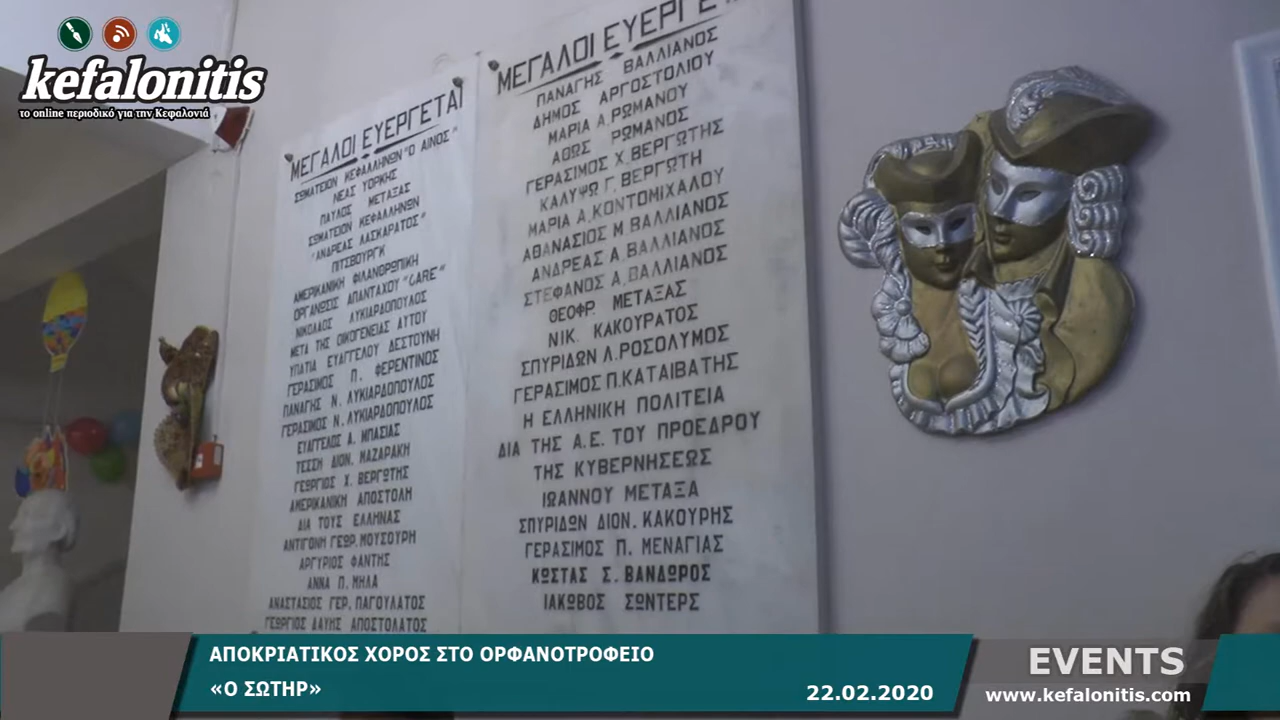 kefalonitis
το online περιοδικό για την Κεφαλονιά
ΜΕΓΑΛΟΙ ΕΥΕΡΓΕΤΑΙ
ΣΩΜΑΤΕΙΟΝ ΚΕΦΑΛΛΗΝΩΝ "Ο ΑΙΝΟΣ"
ΝΕΑΣ ΥΟΡΚΗΣ
ΠΑΥΛΟΣ ΜΕΤΑΞΑΣ
ΣΩΜΑΤΕΙΟΝ ΚΕΦΑΛΛΗΝΩΝ
"ΑΝΔΡΕΑΣ ΛΑΣΚΑΡΑΤΟΣ"
ΠΙΤΣΒΟΥΡΓΚ
ΑΜΕΡΙΚΑΝΙΚΗ ΦΙΛΑΝΘΡΩΠΙΚΗ
ΟΡΓΑΝΩΣΙΣ ΑΠΑΝΤΑΧΟΥ "CARE"
ΝΙΚΟΛΑΟΣ ΛΥΚΙΑΡΔΟΠΟΥΛΟΣ
ΜΕΤΑ ΤΗΣ ΟΙΚΟΓΕΝΕΙΑΣ ΑΥΤΟΥ
ΥΠΑΤΙΑ ΕΥΑΓΓΕΛΟΥ ΔΕΣΤΟΥΝΗ
ΓΕΡΑΣΙΜΟΣ Π. ΦΕΡΕΝΤΙΝΟΣ
ΠΑΝΑΓΗΣ Ν. ΛΥΚΙΑΡΔΟΠΟΥΛΟΣ
ΓΕΡΑΣΙΜΟΣ Ν. ΛΥΚΙΑΡΔΟΠΟΥΛΟΣ
ΕΥΑΓΓΕΛΟΣ Α. ΜΠΑΣΙΑΣ
ΤΕΣΣΗ ΔΙΟΝ. ΜΑΖΑΡΑΚΗ
ΓΕΩΡΓΙΟΣ Χ. ΒΕΡΓΩΤΗΣ
ΑΜΕΡΙΚΑΝΙΚΗ ΑΠΟΣΤΟΛΗ
ΔΙΑ ΤΟΥΣ ΕΛΛΗΝΑΣ
ΑΝΤΙΓΟΝΗ ΓΕΩΡ. ΜΟΥΣΟΥΡΗ
ΑΡΓΥΡΙΟΣ ΦΑΝΤΗΣ
ΑΝΝΑ Π. ΜΗΛΑ
ΑΝΑΣΤΑΣΙΟΣ ΓΕΡ. ΠΑΓΟΥΛΑΤΟΣ
ΓΕΩΡΓΙΟΣ ΔΑΥΗΣ ΑΠΟΣΤΟΛΑΤΟΣ
ΜΕΓΑΛΟΙ ΕΥΕΡΓΕΤ
ΠΑΝΑΓΗΣ ΒΑΛΛΙΑΝΟΣ
ΔΗΜΟΣ ΑΡΓΟΣΤΟΛΙΟΥ
ΜΑΡΙΑ Α. ΡΩΜΑΝΟΥ
ΑΘΩΣ ΡΩΜΑΝΟΣ
ΓΕΡΑΣΙΜΟΣ Χ. ΒΕΡΓΩΤΗΣ
ΚΑΛΥΨΩ Γ. ΒΕΡΓΩΤΗ
ΜΑΡΙΑ Α. ΚΟΝΤΟΜΙΧΑΛΟΥ
ΑΘΑΝΑΣΙΟΣ Μ. ΒΑΛΛΙΑΝΟΣ
ΑΝΔΡΕΑΣ Α. ΒΑΛΛΙΑΝΟΣ
ΣΤΕΦΑΝΟΣ Α. ΒΑΛΛΙΑΝΟΣ
ΘΕΟΦΡ. ΜΕΤΑΞΑΣ
ΝΙΚ. ΚΑΚΟΥΡΑΤΟΣ
ΣΠΥΡΙΔΩΝ Λ. ΡΟΣΟΛΥΜΟΣ
ΓΕΡΑΣΙΜΟΣ Π. ΚΑΤΑΙΒΑΤΗΣ
Η ΕΛΛΗΝΙΚΗ ΠΟΛΙΤΕΙΑ
ΔΙΑ ΤΗΣ Α.Ε. ΤΟΥ ΠΡΟΕΔΡΟΥ
ΤΗΣ ΚΥΒΕΡΝΗΣΕΩΣ
ΙΩΑΝΝΟΥ ΜΕΤΑΞΑ
ΣΠΥΡΙΔΩΝ ΔΙΟΝ. ΚΑΚΟΥΡΗΣ
ΓΕΡΑΣΙΜΟΣ Π. ΜΕΝΑΓΙΑΣ
ΚΩΣΤΑΣ Σ. ΒΑΝΔΩΡΟΣ
ΙΑΚΩΒΟΣ ΣΩΝΤΕΡΣ
ΑΠΟΚΡΙΑΤΙΚΟΣ ΧΟΡΟΣ ΣΤΟ ΟΡΦΑΝΟΤΡΟΦΕΙΟ
«Ο ΣΩΤΗΡ»
22.02.2020
EVENTS
www.kefalonitis.com